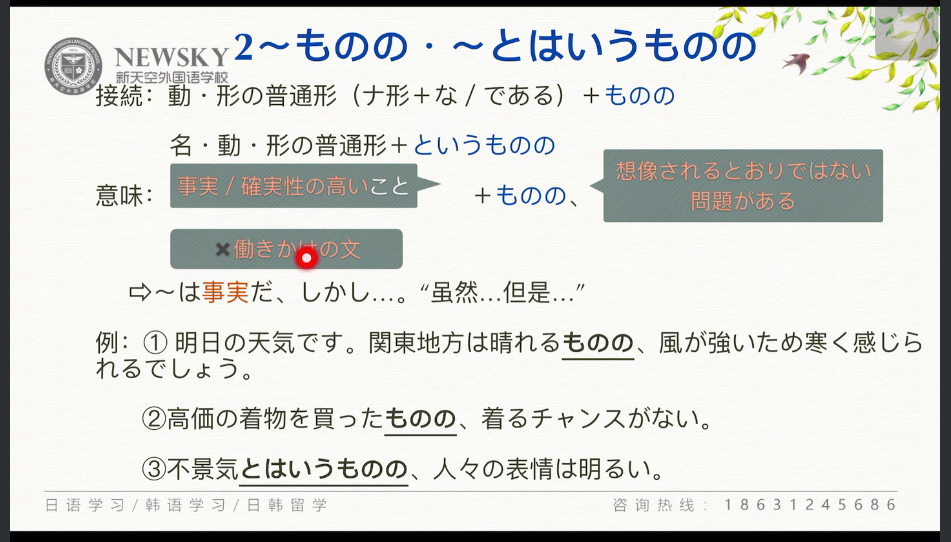 2～ものの・～とはいうものの
NEWSKY
新天空外国语学校
接続：動・形の普通形（ナ形＋な / である）＋ものの
名・動・形の普通形＋というものの
意味：事実 / 確実性の高いこと ＋ものの、 想像されるとおりではない
問題がある
✖働きかけの文
⇨～は事実だ、しかし…。“虽然…但是…”
例：① 明日の天気です。関東地方は晴れるものの、風が強いため寒く感じら
れるでしょう。
②高価の着物を買ったものの、着るチャンスがない。
③不景気とはいうものの、人々の表情は明るい。
日语学习/韩语学习/日韩留学
咨询热线：18631245686